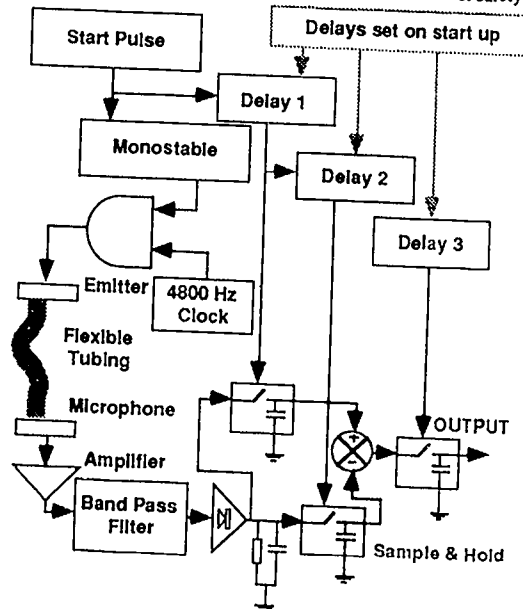 Start Pulse
Delays set on start up
Delay 1
Monostable
Delay 2
Delay 3
Emitter
4800 Hz
Clock
Flexible
Tubing
Microphone
+
-
OUTPUT
Amplifier
Band Pass
Filter
Sample & Hold